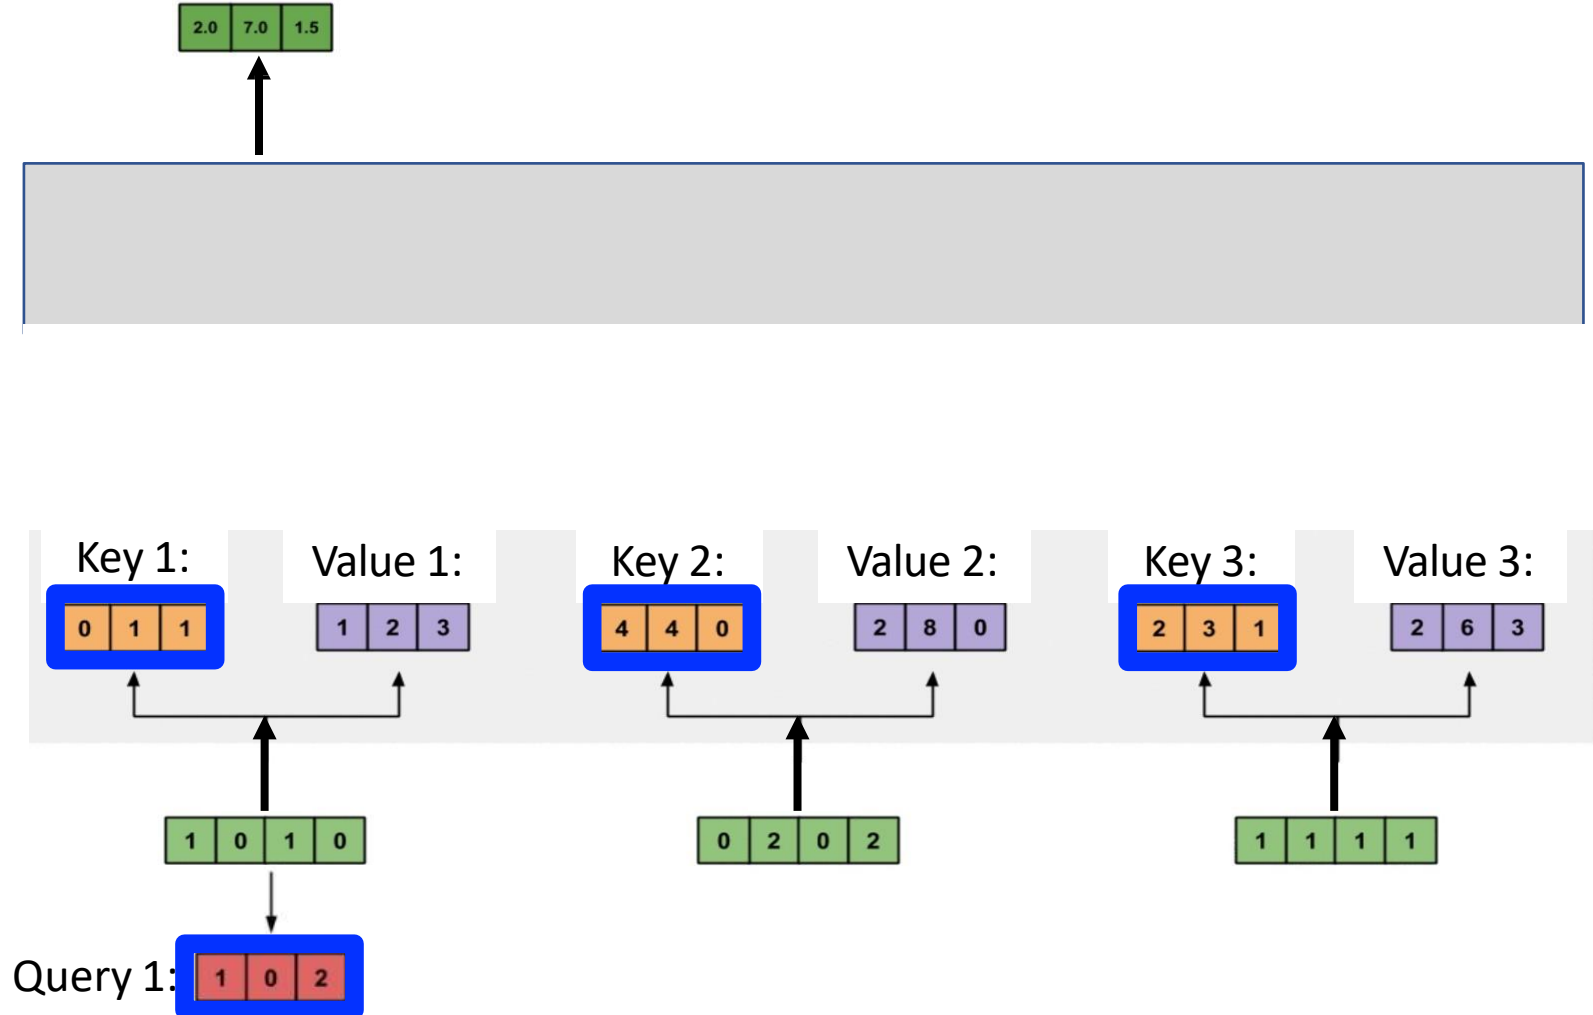 2.0 7.0 1.5
Key 1: Value 1: Key 2: Value 2: Key 3: Value 3:
0 1 1 1 2 3 4 4 0 2 8 0 2 3 1 2 6 3
1 0 1 0 0 2 0 2 1 1 1 1
Query 1: 1 0 2